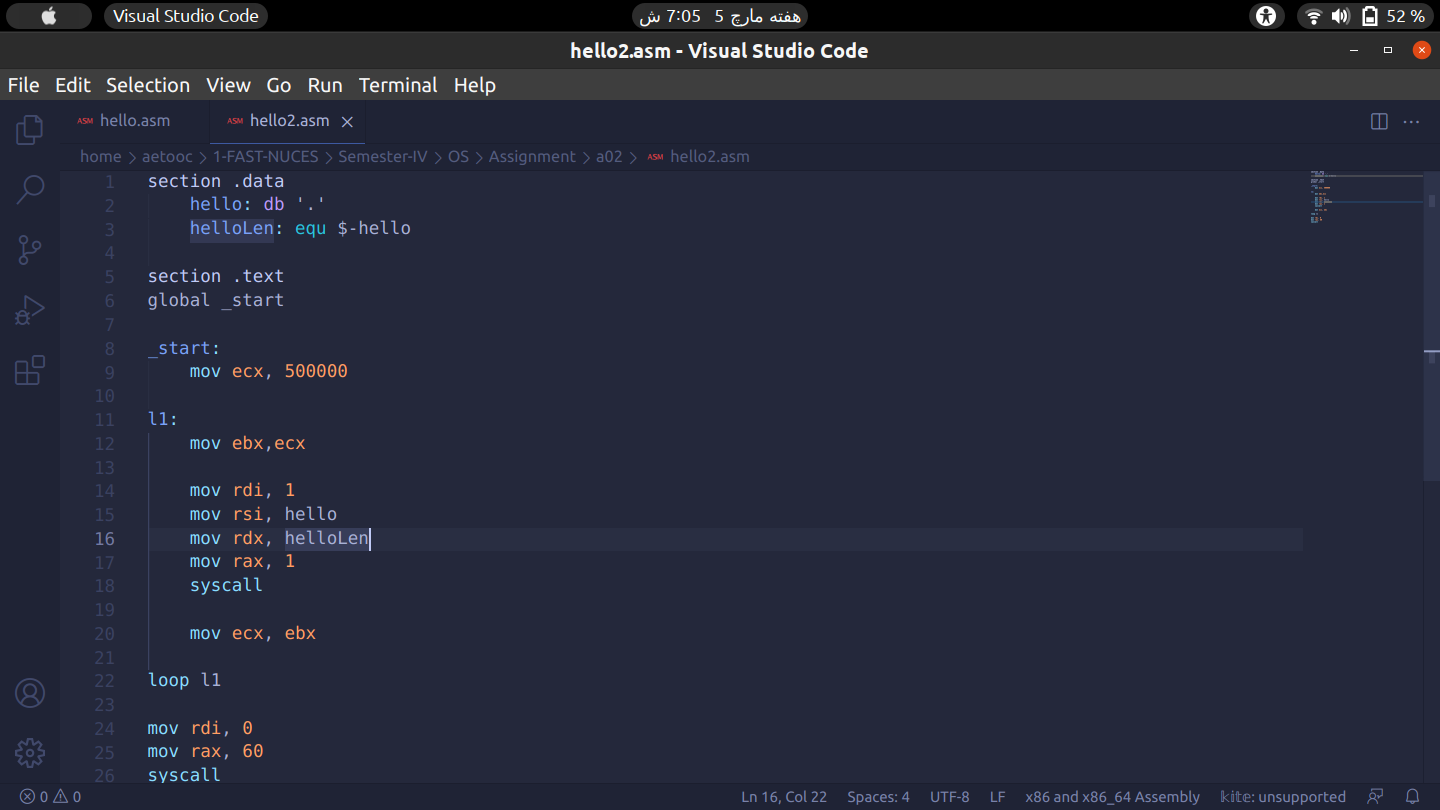 Visual Studio Code هفته مارچ 5 7:05 ش 52 %
hello2.asm - Visual Studio Code
File Edit Selection View Go Run Terminal Help
ASM hello.asm ASM hello2.asm
home > aetooc > 1-FAST-NUCES > Semester-IV > OS > Assignment > a02 > ASM hello2.asm
1 section .data
2 hello: db '.'
3 helloLen: equ $-hello
4
5 section .text
6 global _start
7
8 _start:
9 mov ecx, 500000
10
11 l1:
12 mov ebx,ecx
13
14 mov rdi, 1
15 mov rsi, hello
16 mov rdx, helloLen
17 mov rax, 1
18 syscall
19
20 mov ecx, ebx
21
22 loop l1
23
24 mov rdi, 0
25 mov rax, 60
26 syscall
0 0 Ln 16, Col 22 Spaces: 4 UTF-8 LF x86 and x86_64 Assembly kite: unsupported